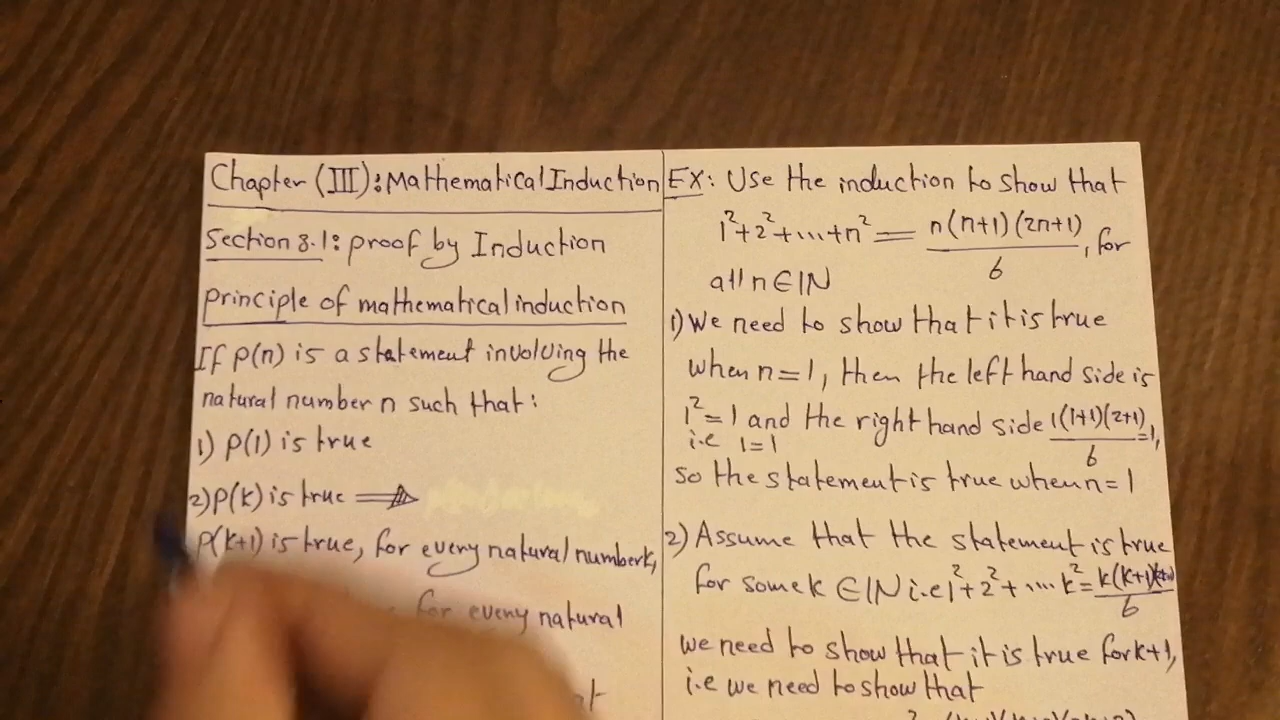 Chapter (III): Mathematical Induction
Section 3.1: proof by Induction
principle of mathematical induction
If p(n) is a statement involving the
natural number n such that:
1) p(1) is true
2) p(k) is true ⟹
p(k+1) is true, for every natural number k,
for every natural
EX: Use the induction to show that
1²+2²+...+n² = n(n+1)(2n+1)/6, for
all n ∈ ℕ
1) We need to show that it is true
when n=1, then the left hand side is
1²=1 and the right hand side 1(1+1)(2+1)/6=1,
i.e 1=1
so the statement is true when n=1
2) Assume that the statement is true
for some k ∈ ℕ i.e 1²+2²+....k²= k(k+1)/6
we need to show that it is true for k+1,
i.e we need to show that